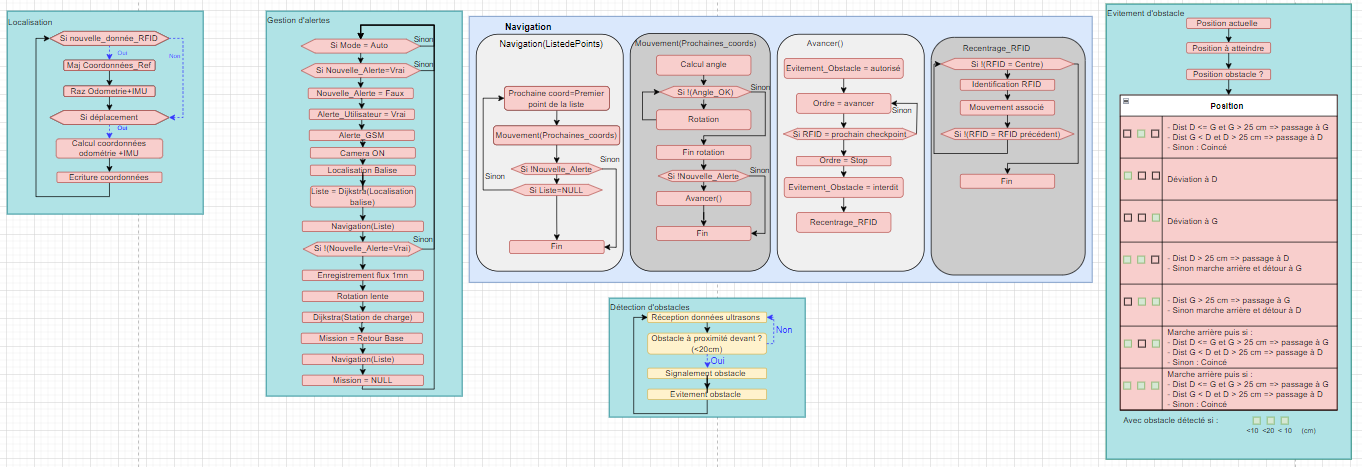 Localisation
Si nouvelle_donnée_RFID
Oui
Non
Maj Coordonnées_Ref
Raz Odometrie+IMU
Si déplacement
Oui
Calcul coordonnées
odométrie +IMU
Ecriture coordonnées
Gestion d'alertes
Si Mode = Auto
Sinon
Si Nouvelle_Alerte=Vrai
Sinon
Nouvelle_Alerte = Faux
Alerte_Utilisateur = Vrai
Alerte_GSM
Camera ON
Localisation Balise
Liste = Dijkstra(Localisation
balise)
Navigation(Liste)
Si !(Nouvelle_Alerte=Vrai)
Sinon
Enregistrement flux 1mn
Rotation lente
Dijkstra(Station de charge)
Mission = Retour Base
Navigation(Liste)
Mission = NULL
Navigation
Navigation(ListedePoints)
Prochaine coord=Premier
point de la liste
Mouvement(Prochaines_coords)
Si !Nouvelle_Alerte
Sinon
Si Liste=NULL
Sinon
Fin
Mouvement(Prochaines_coords)
Calcul angle
Si !(Angle_OK)
Sinon
Rotation
Fin rotation
Si !Nouvelle_Alerte
Sinon
Avancer()
Fin
Avancer()
Evitement_Obstacle = autorisé
Ordre = avancer
Sinon
Si RFID = prochain checkpoint
Ordre = Stop
Evitement_Obstacle = interdit
Recentrage_RFID
Recentrage_RFID
Si !(RFID = Centre)
Identification RFID
Mouvement associé
Si !(RFID = RFID précédent)
Fin
Détection d'obstacles
Réception données ultrasons
Non
Obstacle à proximité devant ?
(<20cm)
Oui
Signalement obstacle
Evitement obstacle
Evitement d'obstacle
Position actuelle
Position à atteindre
Position obstacle ?
Position
- Dist D <= G et G > 25 cm => passage à G
- Dist G < D et D > 25 cm => passage à D
- Sinon : Coincé
Déviation à D
Déviation à G
- Dist D > 25 cm => passage à D
- Sinon marche arrière et détour à G
- Dist G > 25 cm => passage à G
- Sinon marche arrière et détour à D
Marche arrière puis si :
- Dist D <= G et G > 25 cm => passage à G
- Dist G < D et D > 25 cm => passage à D
- Sinon : Coincé
Marche arrière puis si :
- Dist D <= G et G > 25 cm => passage à G
- Dist G < D et D > 25 cm => passage à D
- Sinon : Coincé
Avec obstacle détecté si :
<10 <20 < 10 (cm)